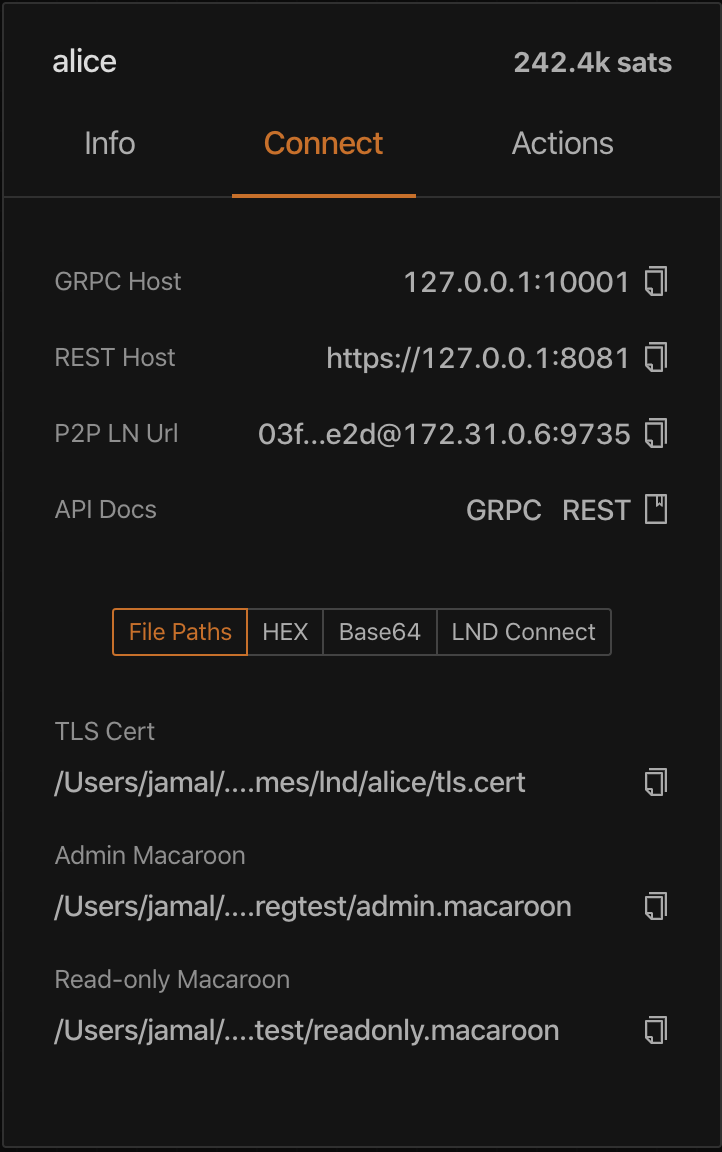 alice 242.4k sats
Info Connect Actions
GRPC Host 127.0.0.1:10001
REST Host https://127.0.0.1:8081
P2P LN Url 03f...e2d@172.31.0.6:9735
API Docs GRPC REST
File Paths HEX Base64 LND Connect
TLS Cert
/Users/jamal/....mes/lnd/alice/tls.cert
Admin Macaroon
/Users/jamal/....regtest/admin.macaroon
Read-only Macaroon
/Users/jamal/....test/readonly.macaroon